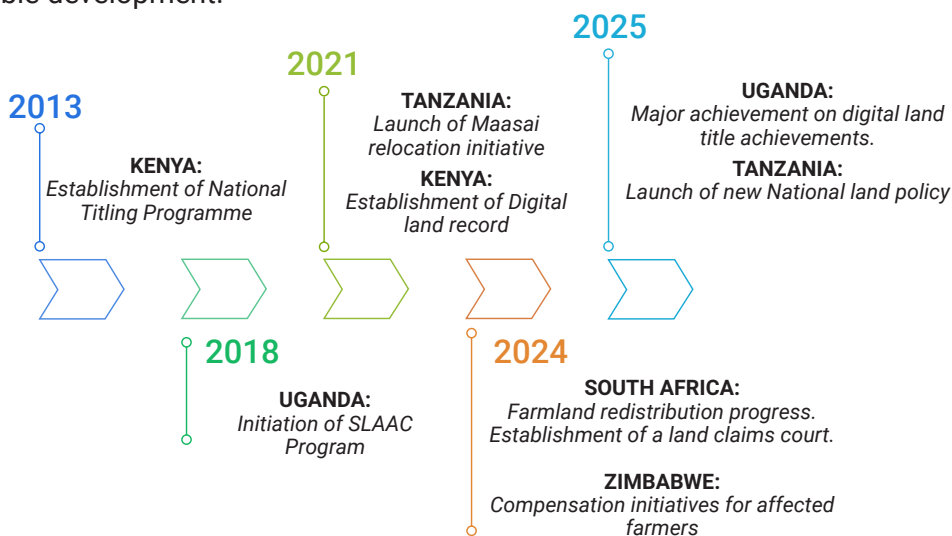 ble development.
2013
KENYA:
Establishment of National
Titling Programme
2018
UGANDA:
Initiation of SLAAC
Program
2021
TANZANIA:
Launch of Maasai
relocation initiative
KENYA:
Establishment of Digital
land record
2024
SOUTH AFRICA:
Farmland redistribution progress.
Establishment of a land claims court.
ZIMBABWE:
Compensation initiatives for affected
farmers
2025
UGANDA:
Major achievement on digital land
title achievements.
TANZANIA:
Launch of new National land policy